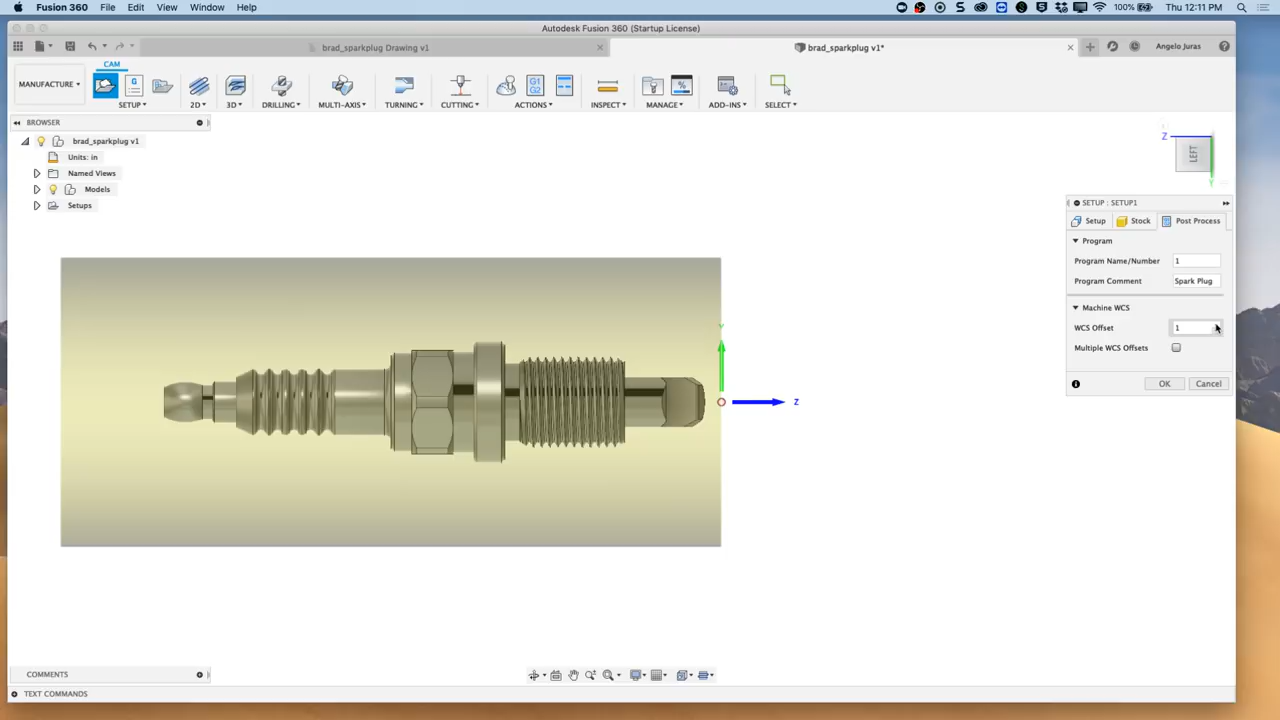 Fusion 360 File Edit View Window Help 100% Thu 12:11 PM
Autodesk Fusion 360 (Startup License)
brad_sparkplug Drawing v1 brad_sparkplug v1* Angelo Juras
CAM
MANUFACTURE
G1 G2
SETUP 2D 3D DRILLING MULTI-AXIS TURNING CUTTING ACTIONS INSPECT MANAGE ADD-INS SELECT
BROWSER
brad_sparkplug v1
Units: in
Named Views
Models
Setups
Z
LEFT
Y
SETUP : SETUP1
Setup Stock Post Process
Program
Program Name/Number 1
Program Comment Spark Plug
Machine WCS
WCS Offset 1
Multiple WCS Offsets
OK Cancel
Y
Z
COMMENTS
TEXT COMMANDS